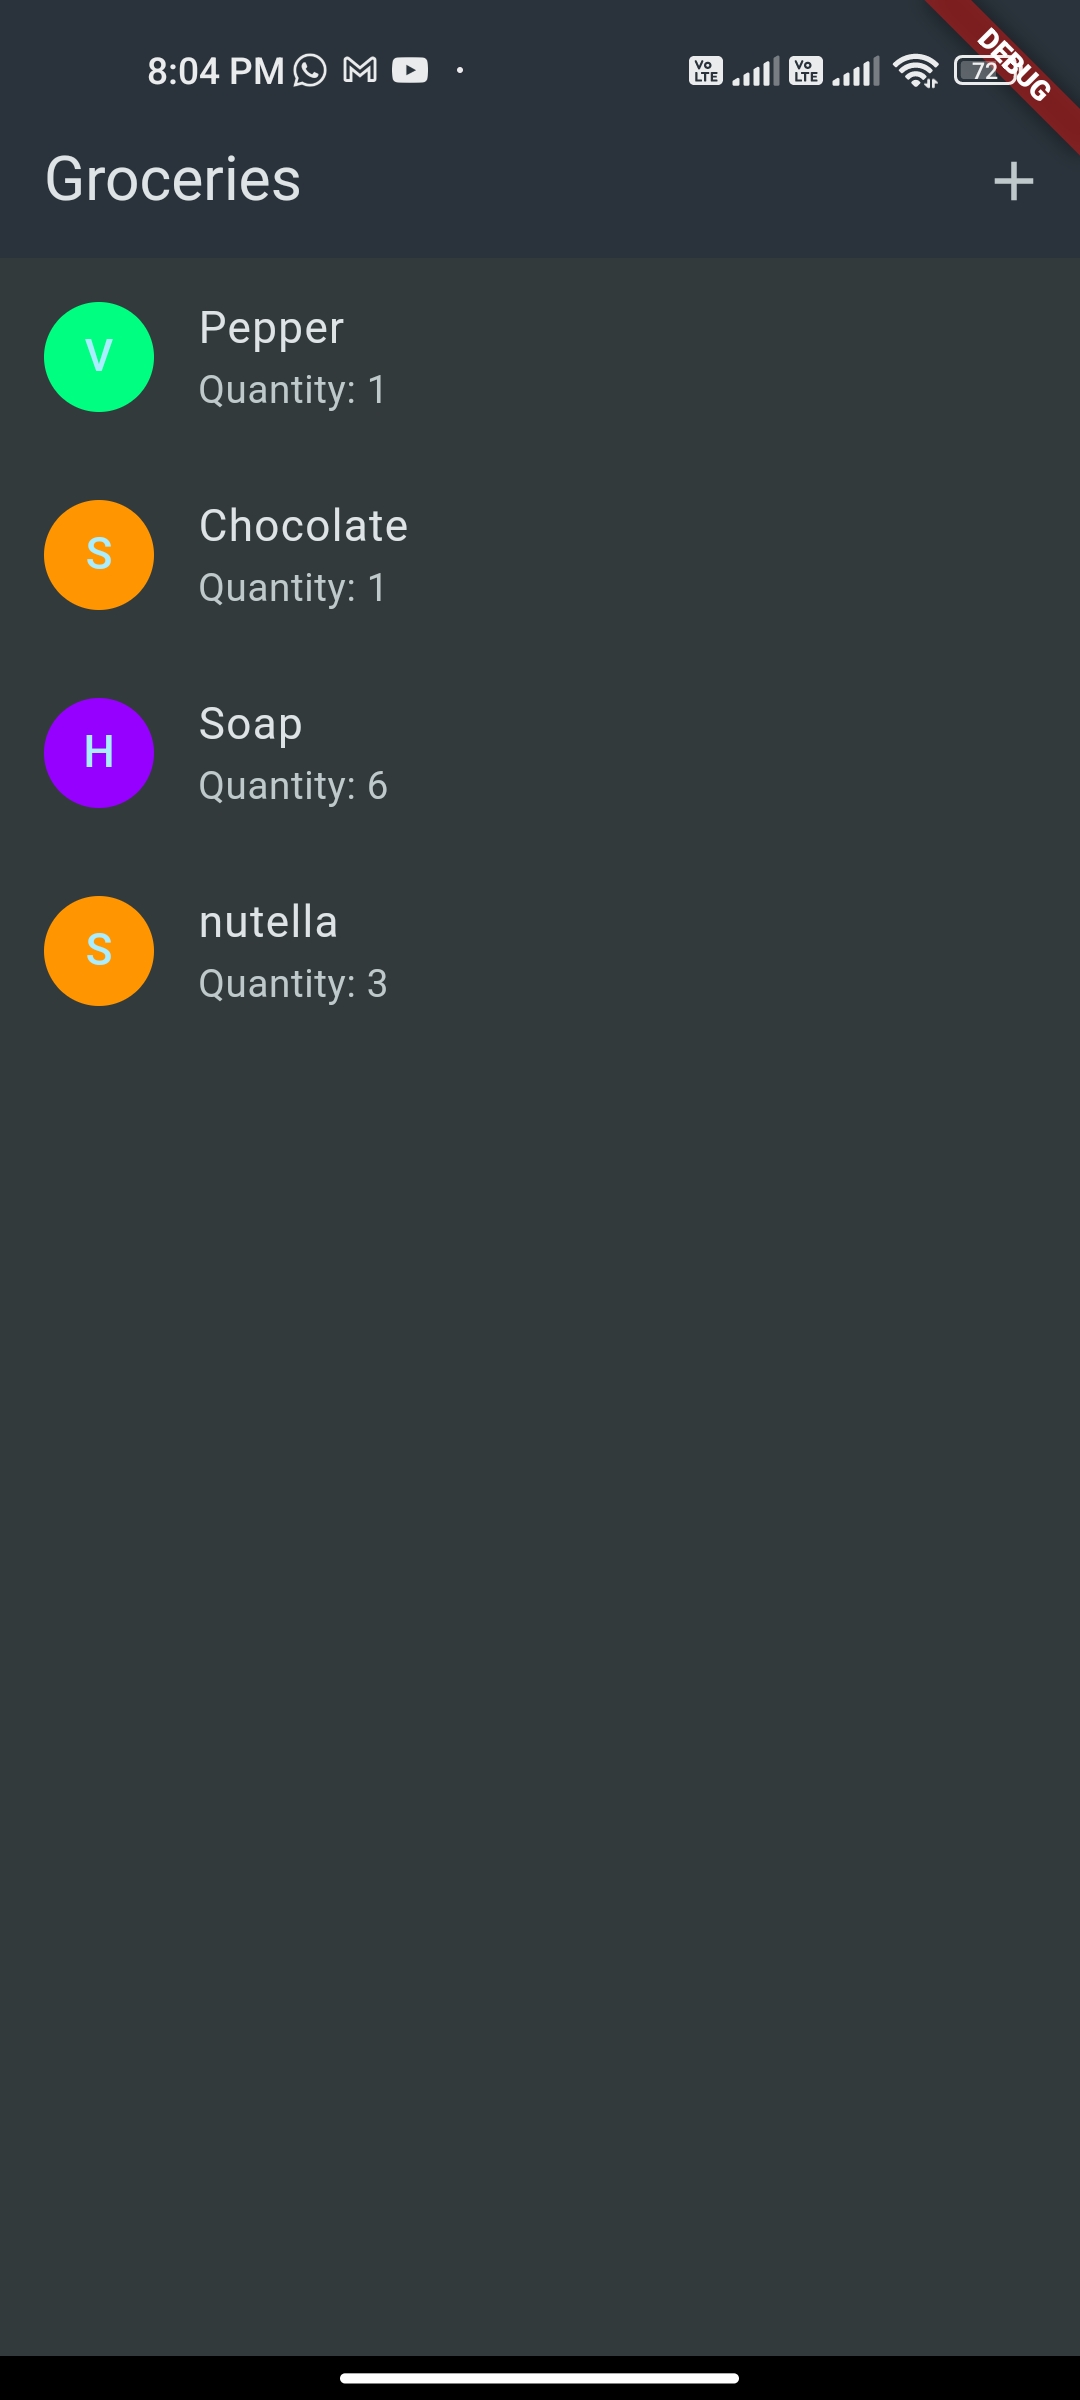 8:04 PM
Vo LTE
Vo LTE
72
DEBUG
Groceries
V
Pepper
Quantity: 1
S
Chocolate
Quantity: 1
H
Soap
Quantity: 6
S
nutella
Quantity: 3